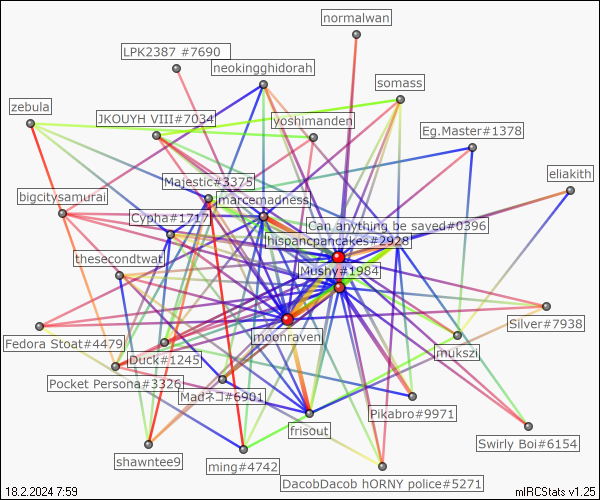 normalwan
LPK2387 #7690
neokingghidorah
somass
zebula
JKOUYH VIII#7034
yoshimanden
Eg.Master#1378
eliakith
Majestic#3375
bigcitysamurai
marcemadness
Cypha#1717
Can anything be saved#0396
hispancpancakes#2928
thesecondtwat
Mushy#1984
Silver#7938
Fedora Stoat#4479
moonraven
mukszi
Duck#1245
Pocket Persona#3326
Madネコ#6901
Pikabro#9971
frisout
Swirly Boi#6154
shawntee9
ming#4742
DacobDacob hORNY police#5271
18.2.2024 7:59
mIRCStats v1.25